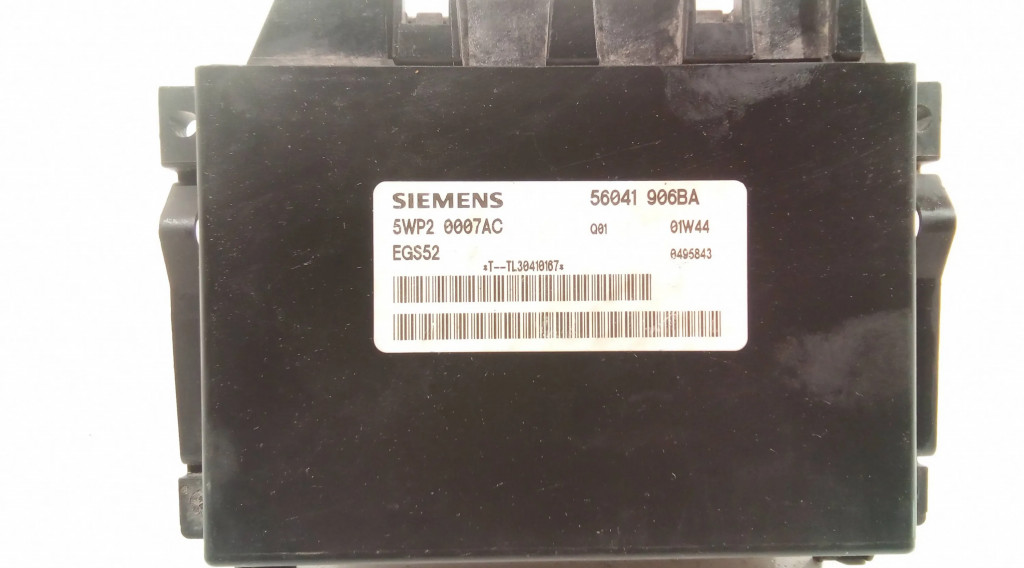 SIEMENS 56041 906BA
5WP2 0007AC Q01 01W44
EGS52 0495843
*T--TL30410167*